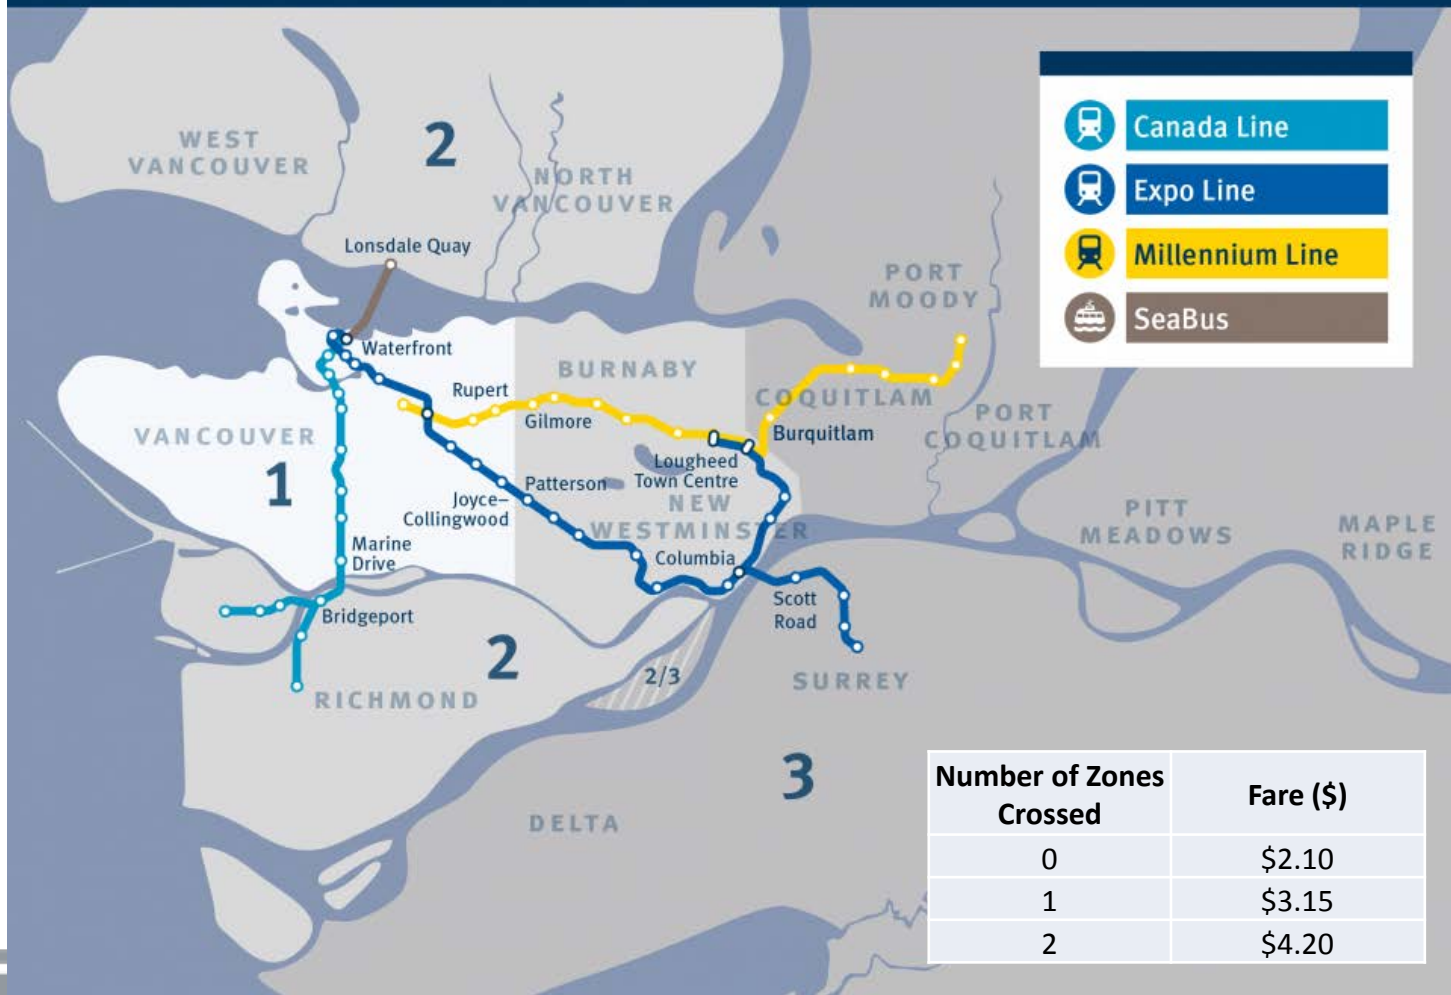 WEST
VANCOUVER
2
NORTH
VANCOUVER
Lonsdale Quay
PORT
MOODY
Canada Line
Expo Line
Millennium Line
SeaBus
Waterfront
BURNABY
Rupert
Gilmore
COQUITLAM
PORT
COQUITLAM
VANCOUVER
1
Burquitlam
Lougheed
Town Centre
Patterson
Joyce–
Collingwood
NEW
WESTMINSTER
PITT
MEADOWS
MAPLE
RIDGE
Marine
Drive
Columbia
Scott
Road
Bridgeport
2
2/3
RICHMOND
SURREY
3
DELTA
Number of Zones Crossed Fare ($)
0 $2.10
1 $3.15
2 $4.20